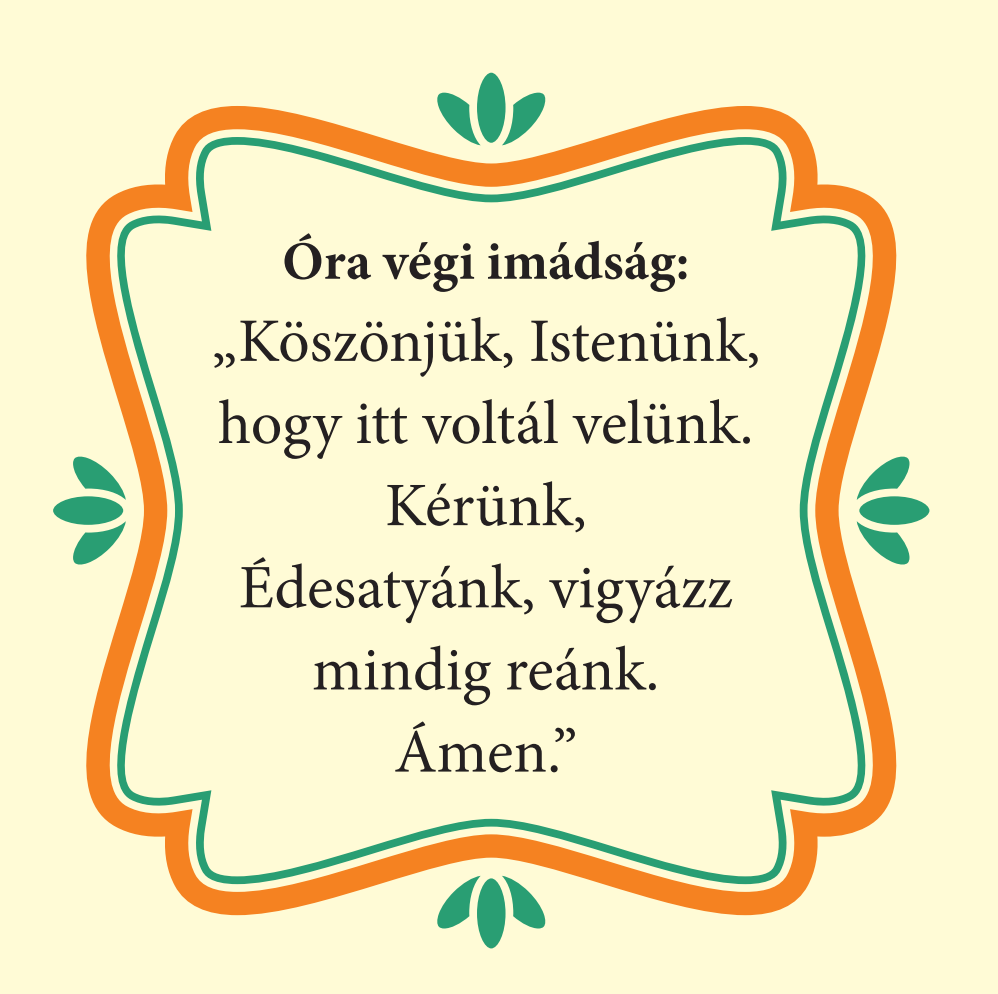 Óra végi imádság:
„Köszönjük, Istenünk,
hogy itt voltál velünk.
Kérünk,
Édesatyánk, vigyázz
mindig reánk.
Ámen.”